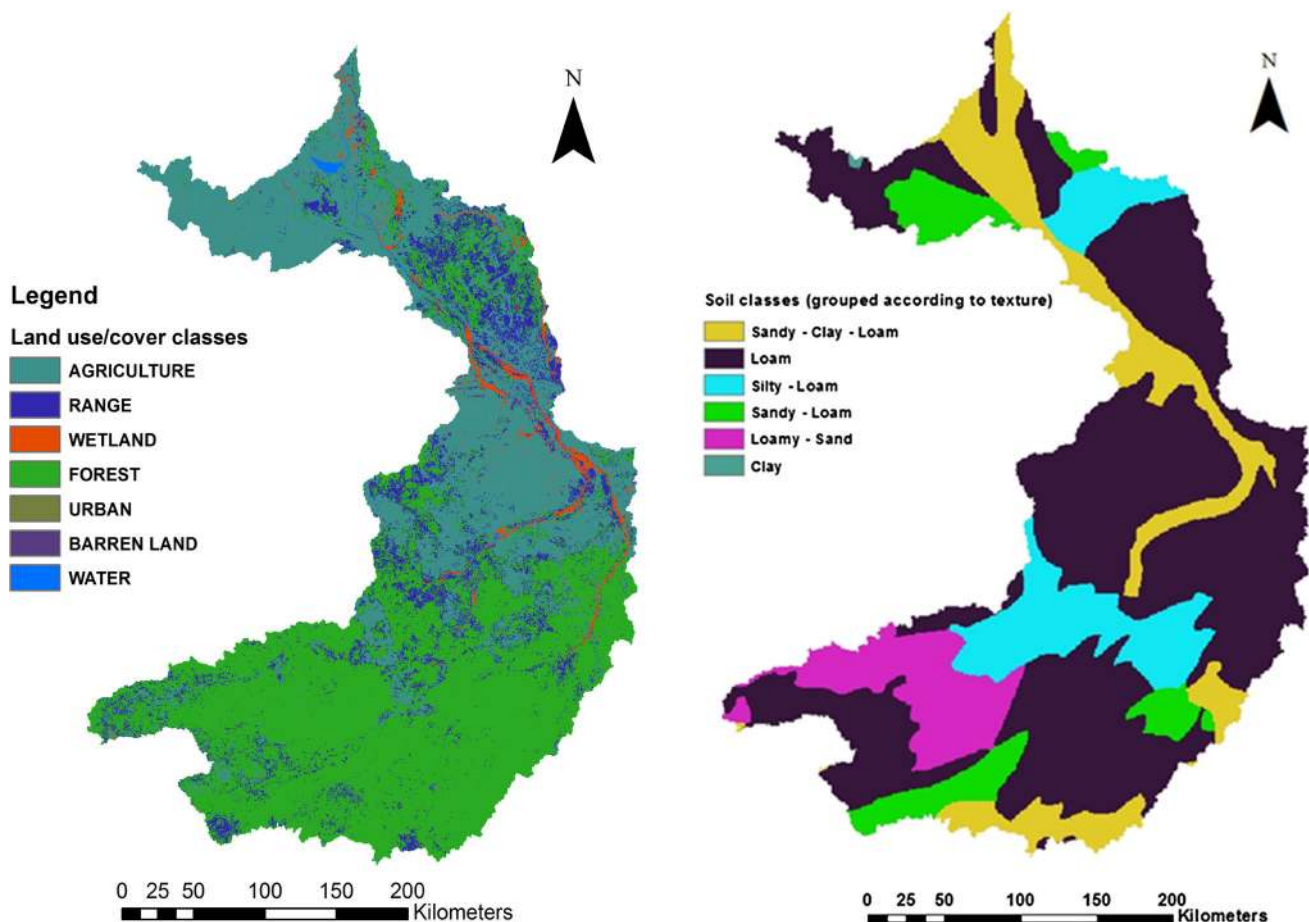 N
Legend
Land use/cover classes
AGRICULTURE
RANGE
WETLAND
FOREST
URBAN
BARREN LAND
WATER
0 25 50 100 150 200
Kilometers
N
Soil classes (grouped according to texture)
Sandy - Clay - Loam
Loam
Silty - Loam
Sandy - Loam
Loamy - Sand
Clay
0 25 50 100 150 200
Kilometers